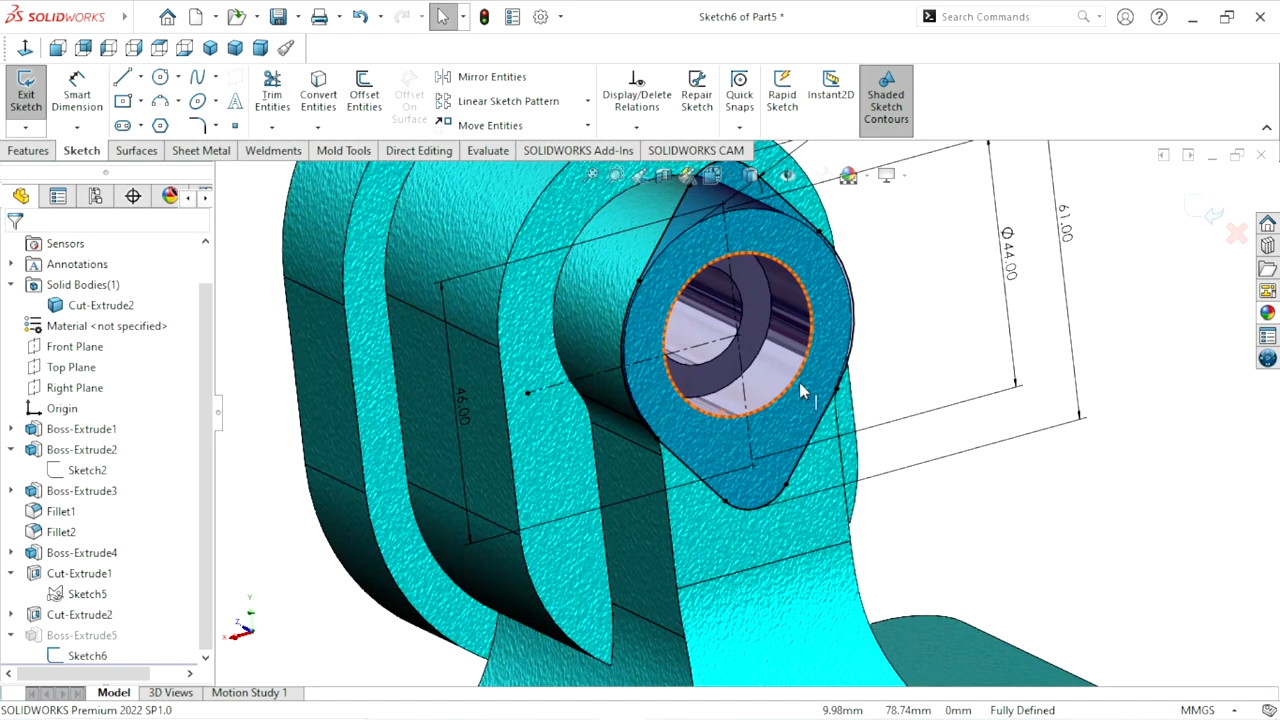 SOLIDWORKS
Sketch6 of Part5 *
Search Commands
Exit Sketch
Smart Dimension
Trim Entities
Convert Entities
Offset Entities
Offset On Surface
Mirror Entities
Linear Sketch Pattern
Move Entities
Display/Delete Relations
Repair Sketch
Quick Snaps
Rapid Sketch
Instant2D
Shaded Sketch Contours
Features
Sketch
Surfaces
Sheet Metal
Weldments
Mold Tools
Direct Editing
Evaluate
SOLIDWORKS Add-Ins
SOLIDWORKS CAM
Sensors
Annotations
Solid Bodies(1)
Cut-Extrude2
Material <not specified>
Front Plane
Top Plane
Right Plane
Origin
Boss-Extrude1
Boss-Extrude2
Sketch2
Boss-Extrude3
Fillet1
Fillet2
Boss-Extrude4
Cut-Extrude1
Sketch5
Cut-Extrude2
Boss-Extrude5
Sketch6
46.00
Ø44.00
61.00
Y
Z
X
Model
3D Views
Motion Study 1
SOLIDWORKS Premium 2022 SP1.0
9.98mm
78.74mm
0mm
Fully Defined
MMGS